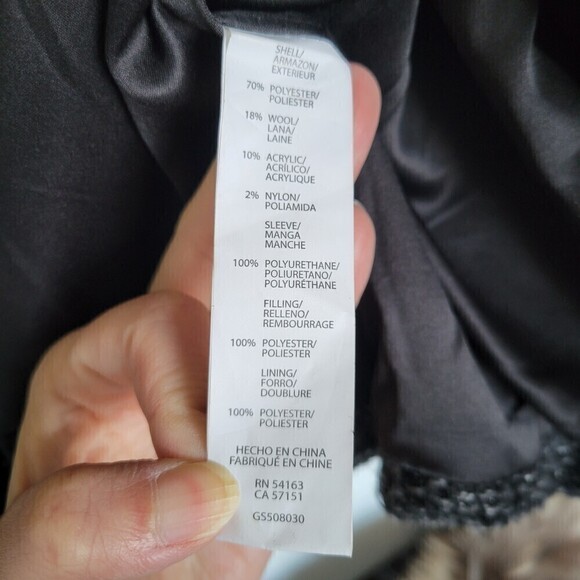 SHELL/
ARMAZON/
EXTERIEUR
70% POLYESTER/
POLIESTER
18% WOOL/
LANA/
LAINE
10% ACRYLIC/
ACRÍLICO/
ACRYLIQUE
2% NYLON/
POLIAMIDA
SLEEVE/
MANGA
MANCHE
100% POLYURETHANE/
POLIURETANO/
POLYURÉTHANE
FILLING/
RELLENO/
REMBOURRAGE
100% POLYESTER/
POLIESTER
LINING/
FORRO/
DOUBLURE
100% POLYESTER/
POLIESTER
HECHO EN CHINA
FABRIQUÉ EN CHINE
RN 54163
CA 57151
GS508030